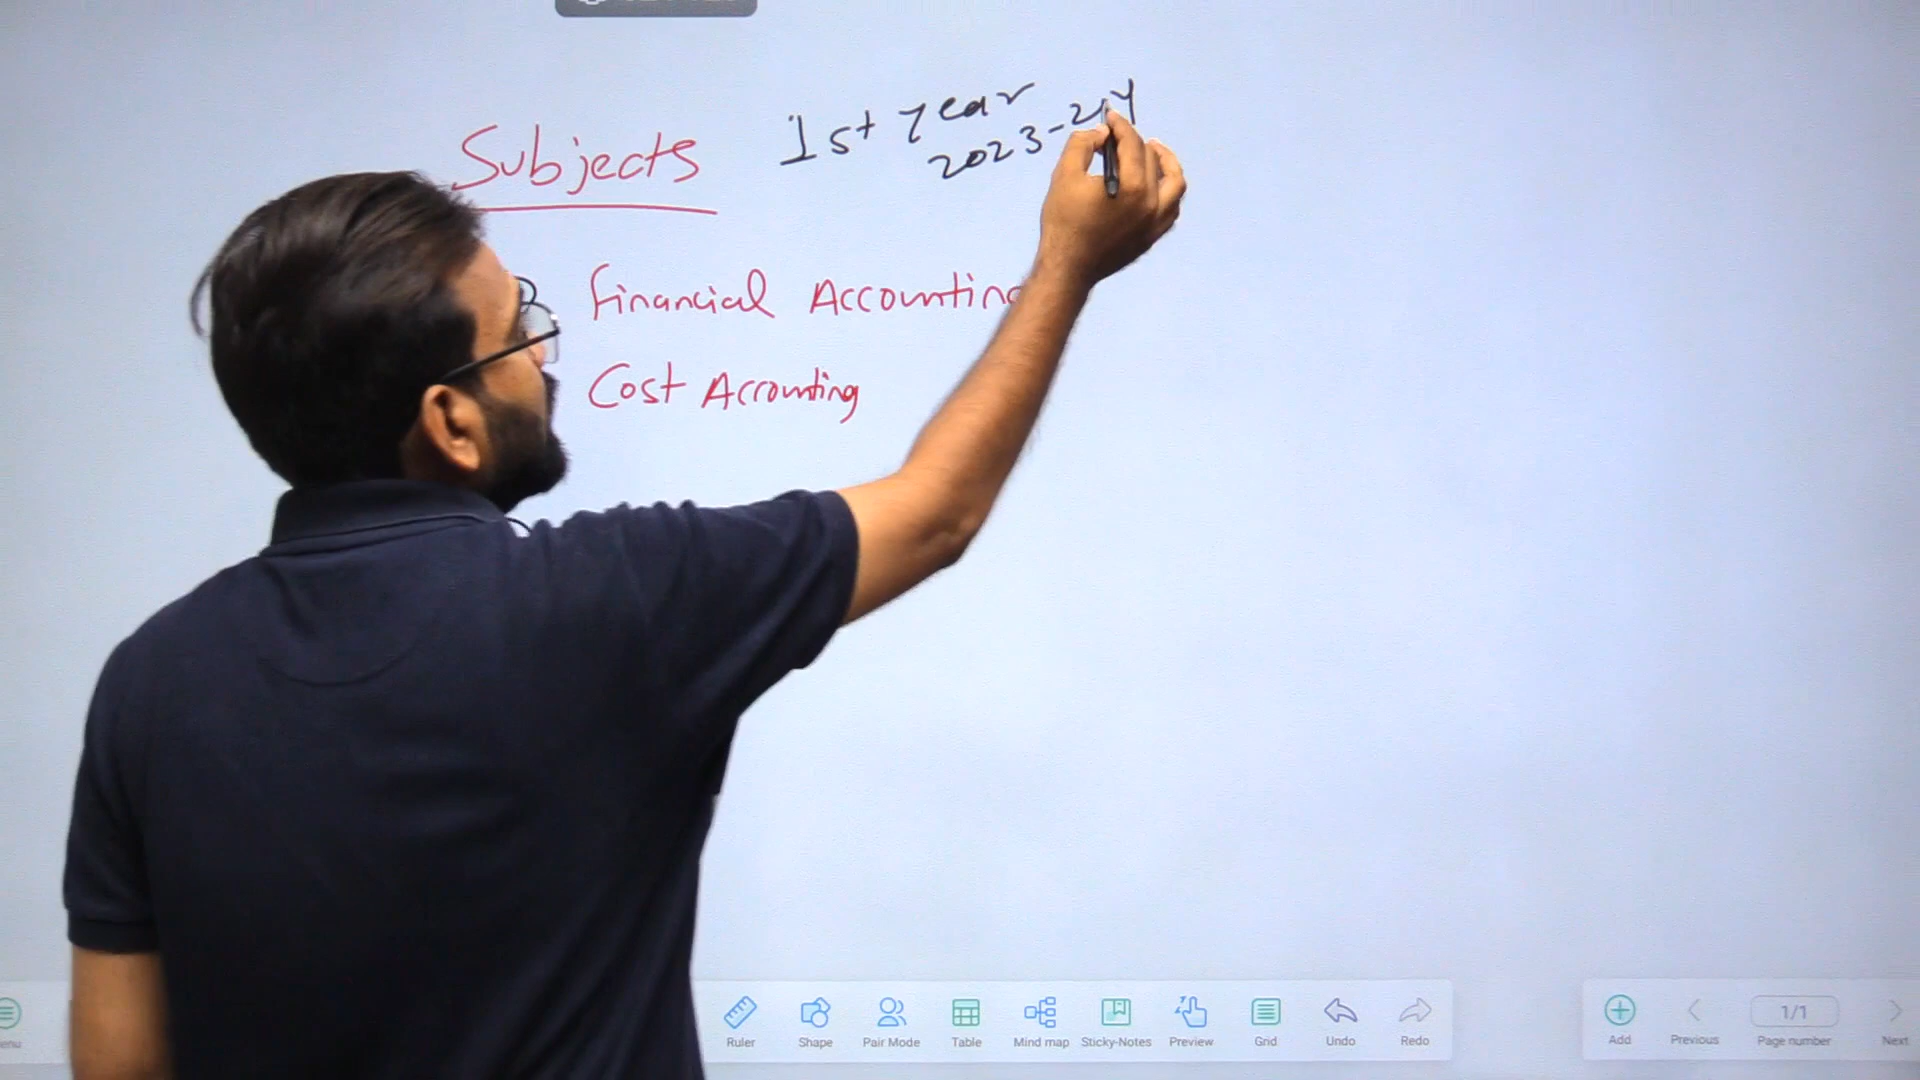 Subjects
1st year
2023-24
Financial Accounting
Cost Accounting
Ruler
Shape
Pair Mode
Table
Mind map
Sticky-Notes
Preview
Grid
Undo
Redo
Add
Previous
1/1
Page number
Next